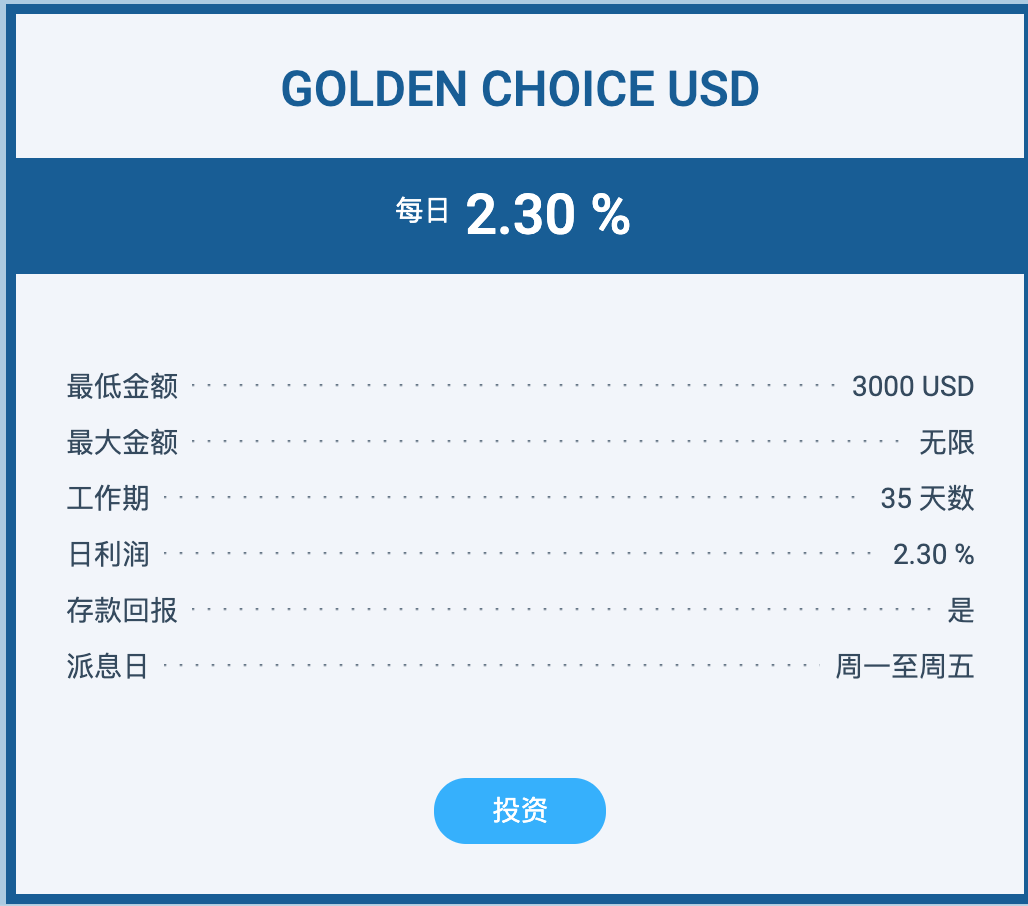 GOLDEN CHOICE USD
每日 2.30 %
最低金额 3000 USD
最大金额 无限
工作期 35 天数
日利润 2.30 %
存款回报 是
派息日 周一至周五
投资